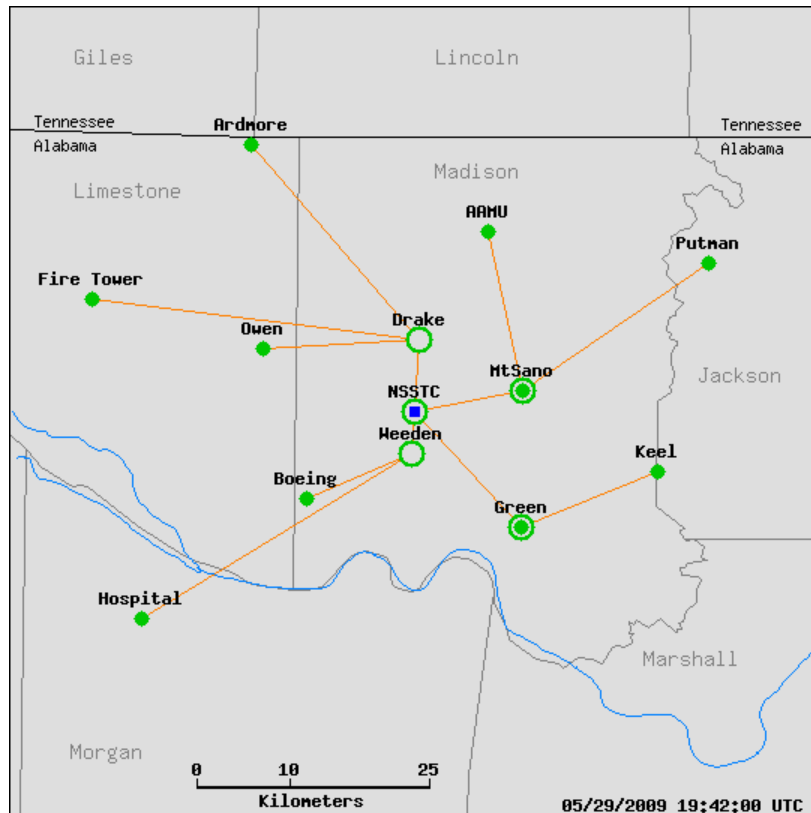 Giles
Lincoln
Ardmore
Tennessee
Tennessee
Alabama
Alabama
Madison
Limestone
AAMU
Putman
Fire Tower
Drake
Owen
MtSano
Jackson
NSSTC
Weeden
Keel
Boeing
Green
Hospital
Marshall
Morgan
0 10 25
Kilometers
05/29/2009 19:42:00 UTC